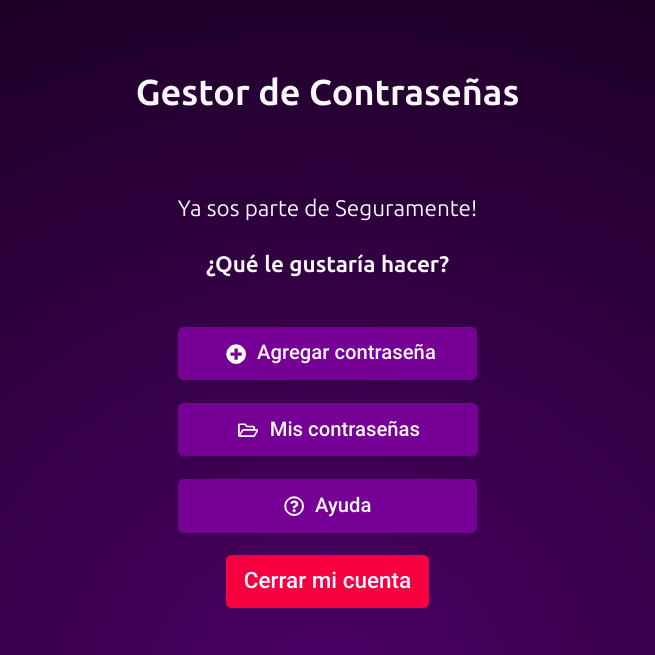 Gestor de Contraseñas
Ya sos parte de Seguramente!
¿Qué le gustaría hacer?
Agregar contraseña
Mis contraseñas
Ayuda
Cerrar mi cuenta